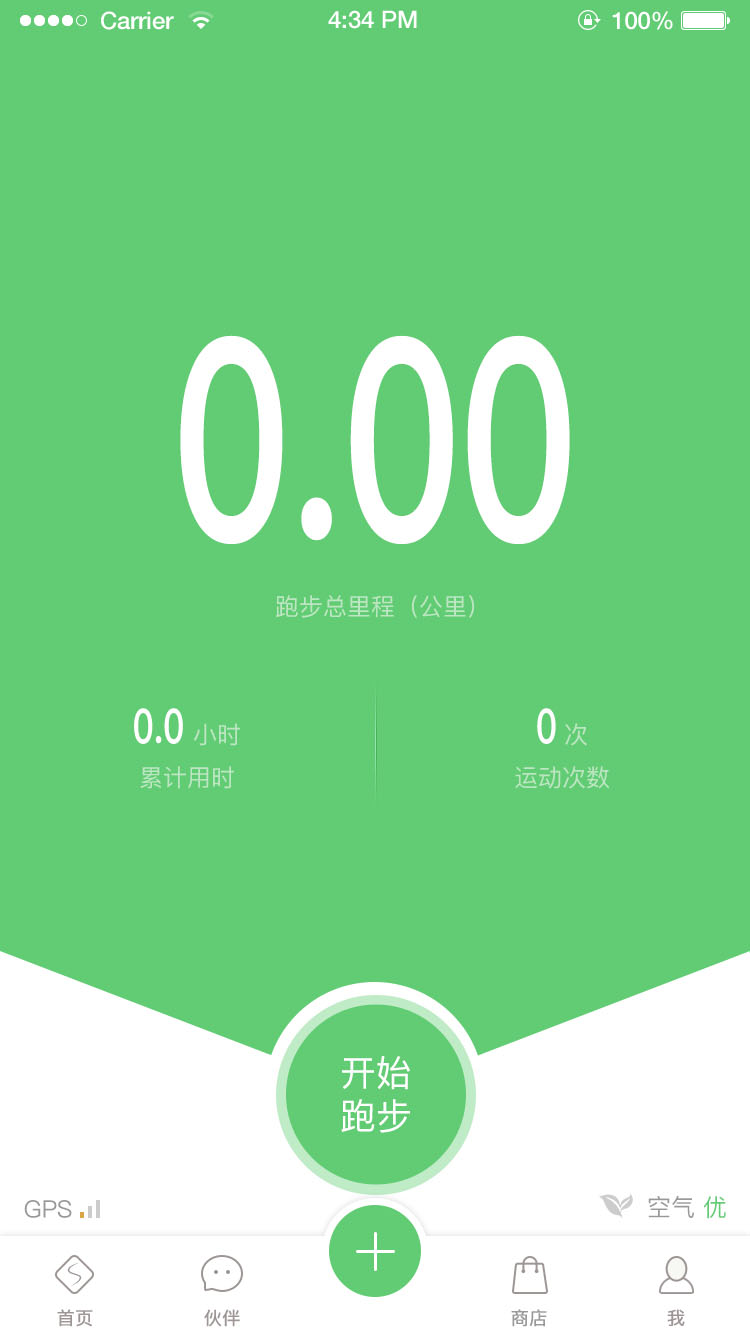 Carrier 4:34 PM 100%
0.00
跑步总里程（公里）
0.0 小时 0 次
累计用时 运动次数
开始
跑步
GPS 空气 优
首页 伙伴 商店 我